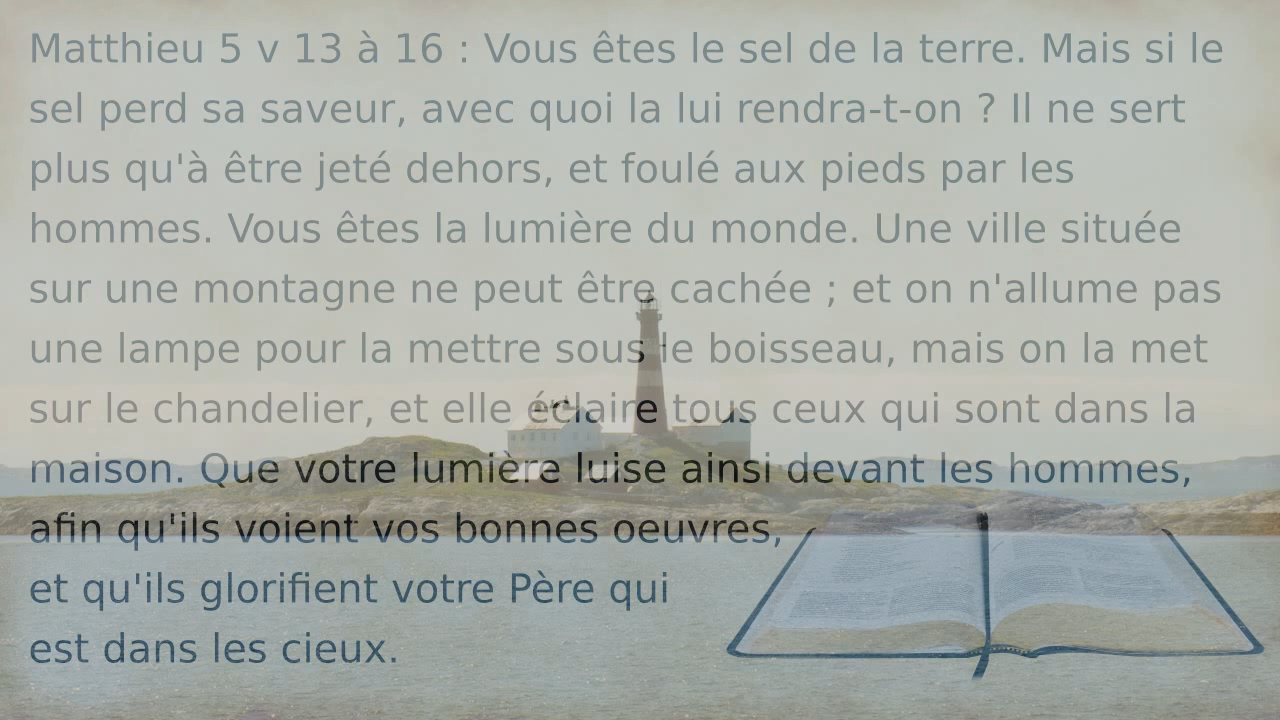 Matthieu 5 v 13 à 16 : Vous êtes le sel de la terre. Mais si le
sel perd sa saveur, avec quoi la lui rendra-t-on ? Il ne sert
plus qu'à être jeté dehors, et foulé aux pieds par les
hommes. Vous êtes la lumière du monde. Une ville située
sur une montagne ne peut être cachée ; et on n'allume pas
une lampe pour la mettre sous le boisseau, mais on la met
sur le chandelier, et elle éclaire tous ceux qui sont dans la
maison. Que votre lumière luise ainsi devant les hommes,
afin qu'ils voient vos bonnes oeuvres,
et qu'ils glorifient votre Père qui
est dans les cieux.